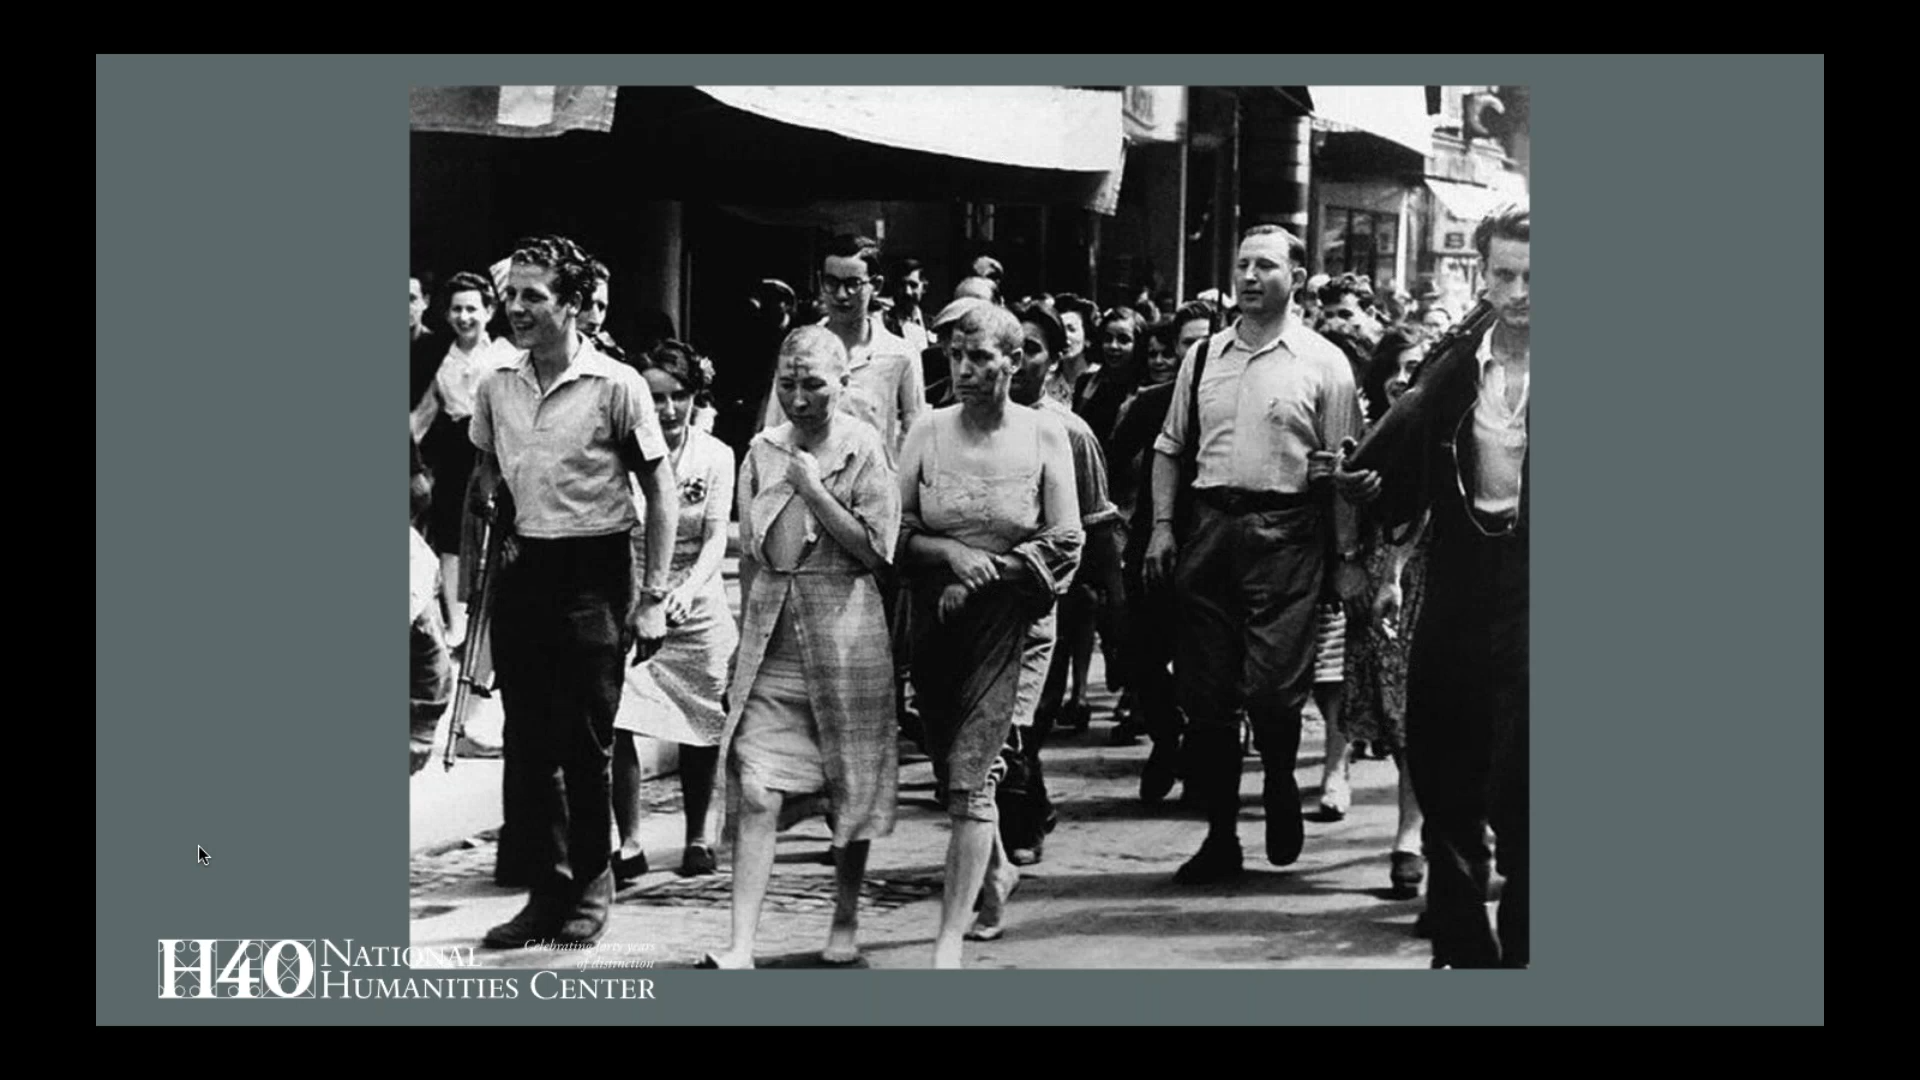 H40 NATIONAL
HUMANITIES CENTER
Celebrating forty years
of distinction